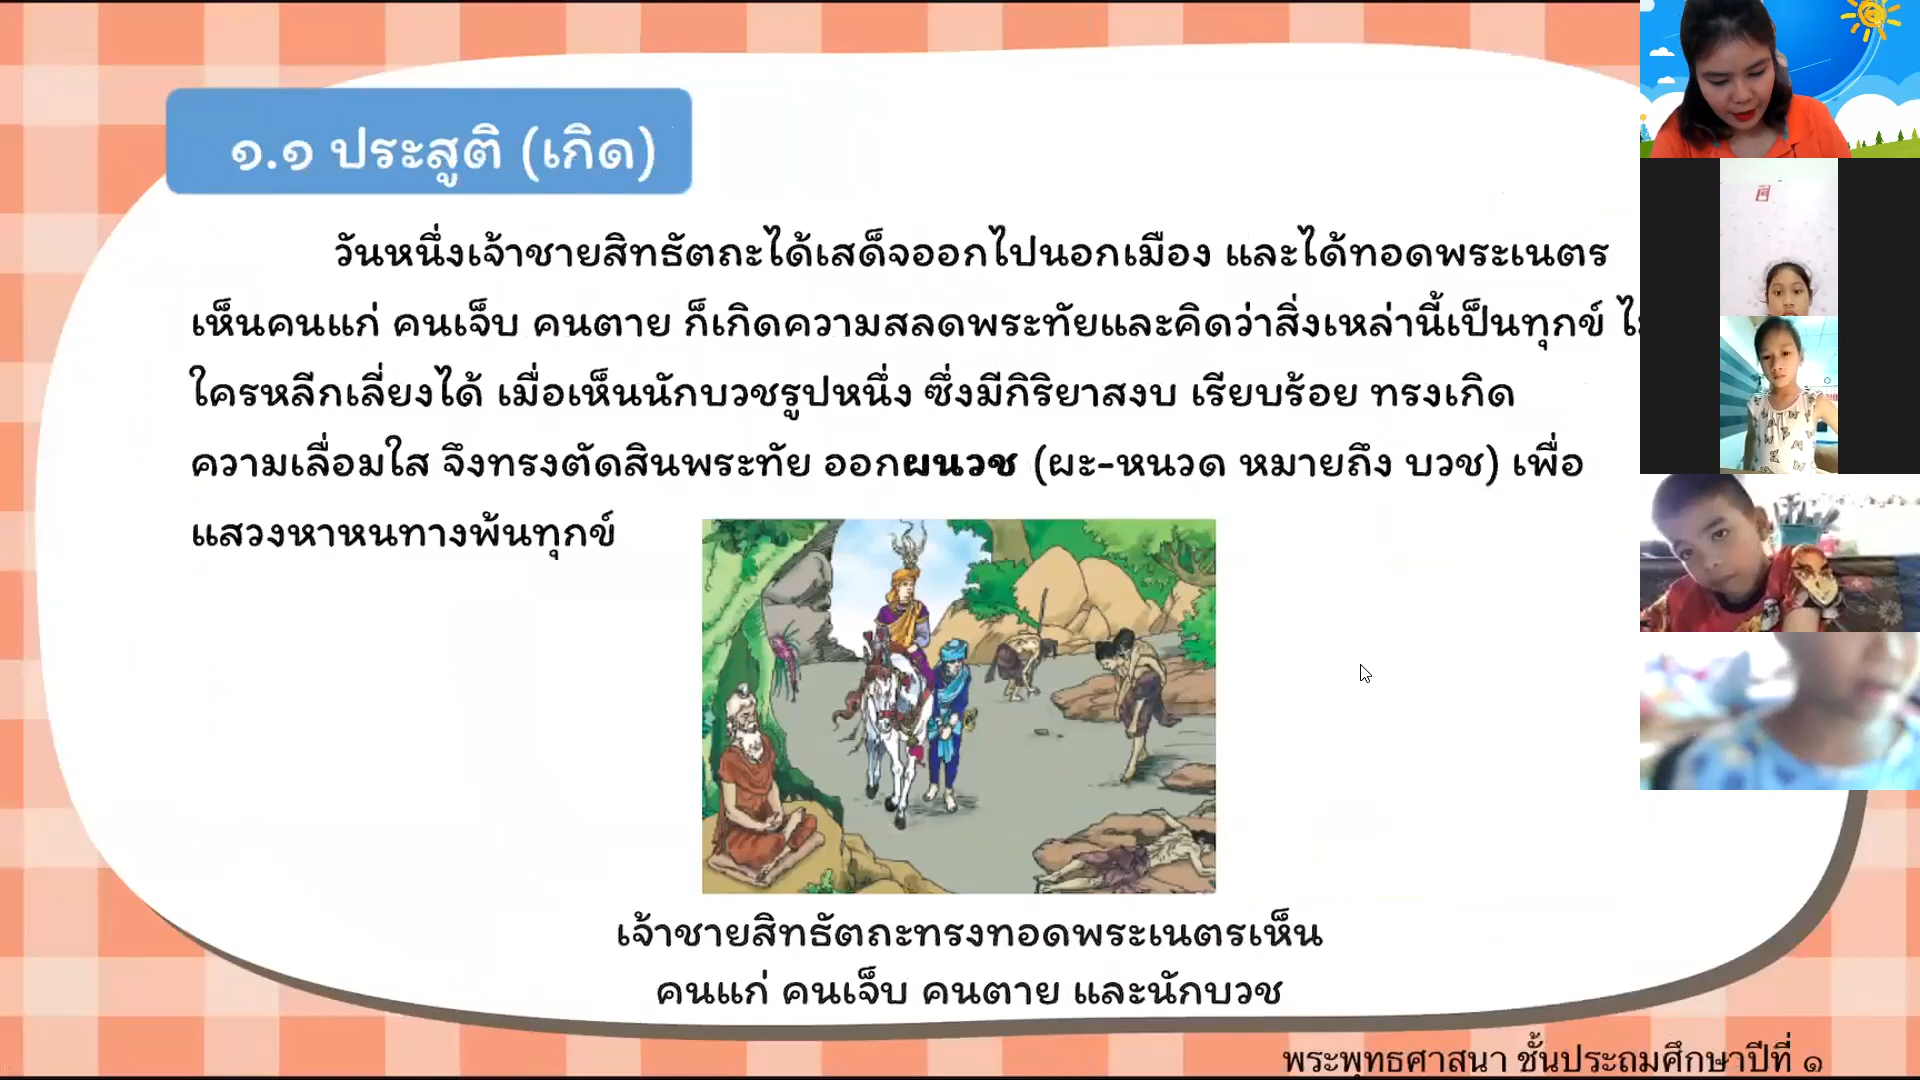 ๑.๑ ประสูติ (เกิด)
วันหนึ่งเจ้าชายสิทธัตถะได้เสด็จออกไปนอกเมือง และได้ทอดพระเนตร
เห็นคนแก่ คนเจ็บ คนตาย ก็เกิดความสลดพระทัยและคิดว่าสิ่งเหล่านี้เป็นทุกข์
ใครหลีกเลี่ยงได้ เมื่อเห็นนักบวชรูปหนึ่ง ซึ่งมีกิริยาสงบ เรียบร้อย ทรงเกิด
ความเลื่อมใส จึงทรงตัดสินพระทัย ออกผนวช (ผะ-หนวด หมายถึง บวช) เพื่อ
แสวงหาหนทางพ้นทุกข์
เจ้าชายสิทธัตถะทรงทอดพระเนตรเห็น
คนแก่ คนเจ็บ คนตาย และนักบวช
พระพุทธศาสนา ชั้นประถมศึกษาปีที่ ๑